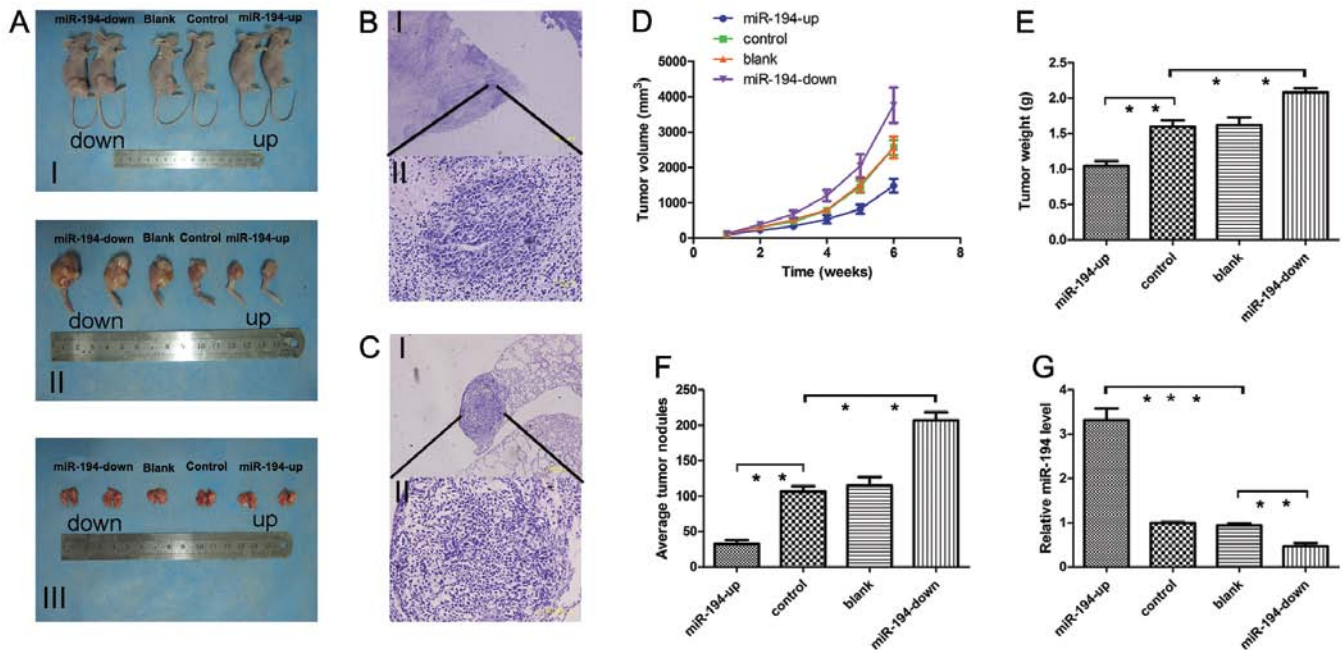 A
miR-194-down Blank Control miR-194-up
down
up
I
miR-194-down Blank Control miR-194-up
down
up
II
miR-194-down Blank Control miR-194-up
down
up
III
B
I
II
C
I
II
D
miR-194-up
control
blank
miR-194-down
Tumor volume (mm3)
5000
4000
3000
2000
1000
0
0 2 4 6 8
Time (weeks)
E
Tumor weight (g)
2.5
2.0
1.5
1.0
0.5
0.0
* *
* *
miR-194-up
control
blank
miR-194-down
F
Average tumor nodules
250
200
150
100
50
0
* *
* *
miR-194-up
control
blank
miR-194-down
G
Relative miR-194 level
4
3
2
1
0
* * *
* *
miR-194-up
control
blank
miR-194-down